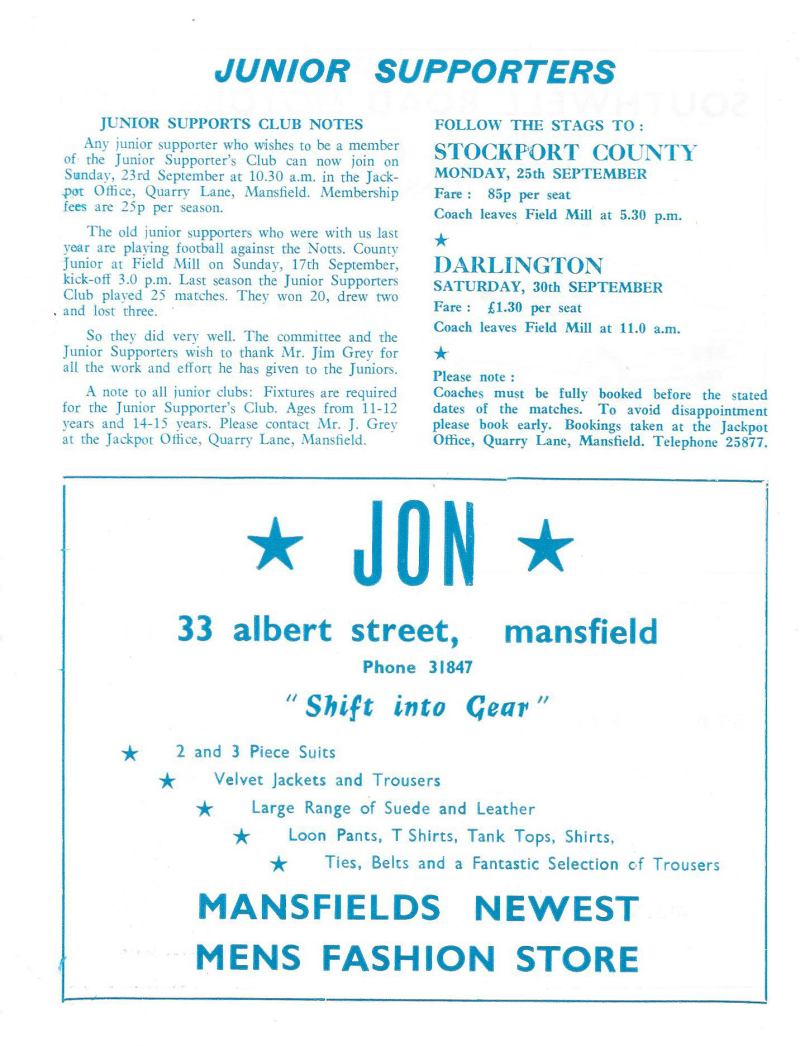 JUNIOR SUPPORTERS
JUNIOR SUPPORTS CLUB NOTES
Any junior supporter who wishes to be a member
of the Junior Supporter's Club can now join on
Sunday, 23rd September at 10.30 a.m. in the Jack-
pot Office, Quarry Lane, Mansfield. Membership
fees are 25p per season.
The old junior supporters who were with us last
year are playing football against the Notts. County
Junior at Field Mill on Sunday, 17th September,
kick-off 3.0 p.m. Last season the Junior Supporters
Club played 25 matches. They won 20, drew two
and lost three.
So they did very well. The committee and the
Junior Supporters wish to thank Mr. Jim Grey for
all the work and effort he has given to the Juniors.
A note to all junior clubs: Fixtures are required
for the Junior Supporter's Club. Ages from 11-12
years and 14-15 years. Please contact Mr. J. Grey
at the Jackpot Office, Quarry Lane, Mansfield.
FOLLOW THE STAGS TO :
STOCKPORT COUNTY
MONDAY, 25th SEPTEMBER
Fare : 85p per seat
Coach leaves Field Mill at 5.30 p.m.
★
DARLINGTON
SATURDAY, 30th SEPTEMBER
Fare : £1.30 per seat
Coach leaves Field Mill at 11.0 a.m.
★
Please note :
Coaches must be fully booked before the stated
dates of the matches. To avoid disappointment
please book early. Bookings taken at the Jackpot
Office, Quarry Lane, Mansfield. Telephone 25877.
★ JON ★
33 albert street, mansfield
Phone 31847
"Shift into Gear"
★ 2 and 3 Piece Suits
★ Velvet Jackets and Trousers
★ Large Range of Suede and Leather
★ Loon Pants, T Shirts, Tank Tops, Shirts,
★ Ties, Belts and a Fantastic Selection of Trousers
MANSFIELDS NEWEST
MENS FASHION STORE